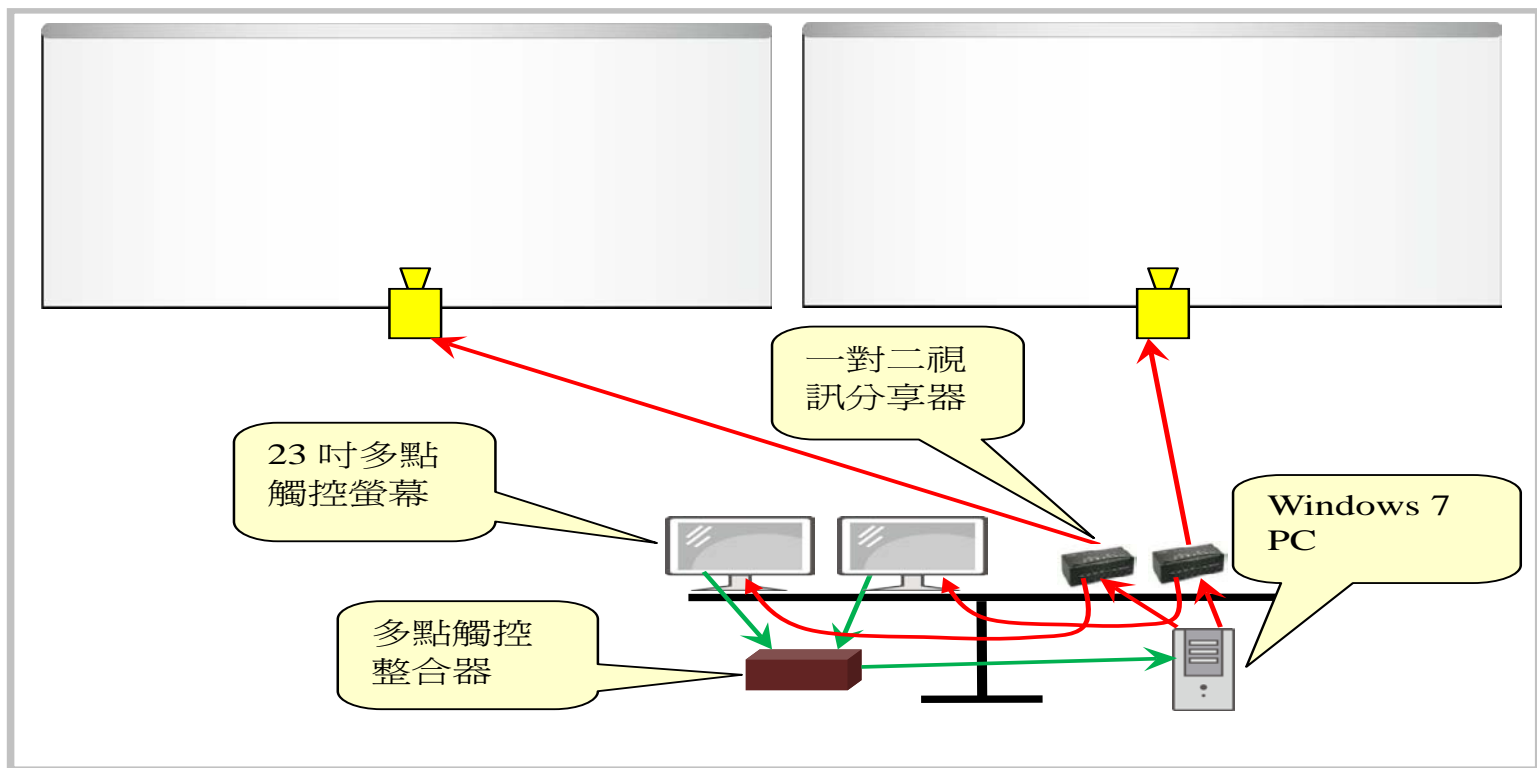 一對二視
訊分享器
23 吋多點
觸控螢幕
Windows 7
PC
多點觸控
整合器